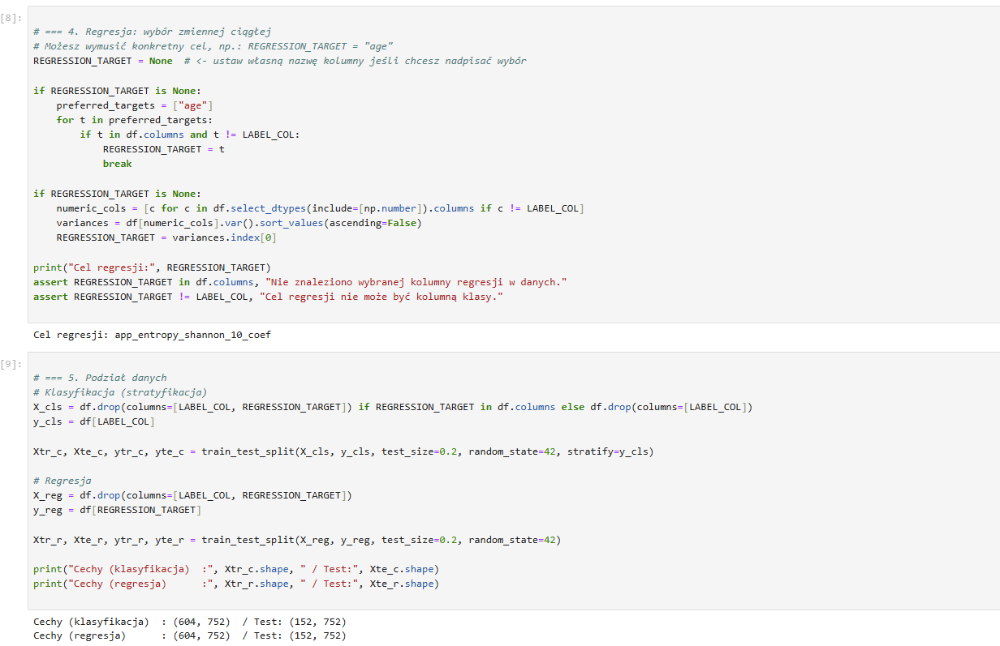 [8]:
# === 4. Regresja: wybór zmiennej ciągłej
# Możesz wymusić konkretny cel, np.: REGRESSION_TARGET = "age"
REGRESSION_TARGET = None  # <- ustaw własną nazwę kolumny jeśli chcesz nadpisać wybór
if REGRESSION_TARGET is None:
    preferred_targets = ["age"]
    for t in preferred_targets:
        if t in df.columns and t != LABEL_COL:
            REGRESSION_TARGET = t
            break
if REGRESSION_TARGET is None:
    numeric_cols = [c for c in df.select_dtypes(include=[np.number]).columns if c != LABEL_COL]
    variances = df[numeric_cols].var().sort_values(ascending=False)
    REGRESSION_TARGET = variances.index[0]
print("Cel regresji:", REGRESSION_TARGET)
assert REGRESSION_TARGET in df.columns, "Nie znaleziono wybranej kolumny regresji w danych."
assert REGRESSION_TARGET != LABEL_COL, "Cel regresji nie może być kolumną klasy."
Cel regresji: app_entropy_shannon_10_coef
[9]:
# === 5. Podział danych
# Klasyfikacja (stratyfikacja)
X_cls = df.drop(columns=[LABEL_COL, REGRESSION_TARGET]) if REGRESSION_TARGET in df.columns else df.drop(columns=[LABEL_COL])
y_cls = df[LABEL_COL]
Xtr_c, Xte_c, ytr_c, yte_c = train_test_split(X_cls, y_cls, test_size=0.2, random_state=42, stratify=y_cls)
# Regresja
X_reg = df.drop(columns=[LABEL_COL, REGRESSION_TARGET])
y_reg = df[REGRESSION_TARGET]
Xtr_r, Xte_r, ytr_r, yte_r = train_test_split(X_reg, y_reg, test_size=0.2, random_state=42)
print("Cechy (klasyfikacja)  :", Xtr_c.shape, " / Test:", Xte_c.shape)
print("Cechy (regresja)      :", Xtr_r.shape, " / Test:", Xte_r.shape)
Cechy (klasyfikacja)  : (604, 752)  / Test: (152, 752)
Cechy (regresja)      : (604, 752)  / Test: (152, 752)